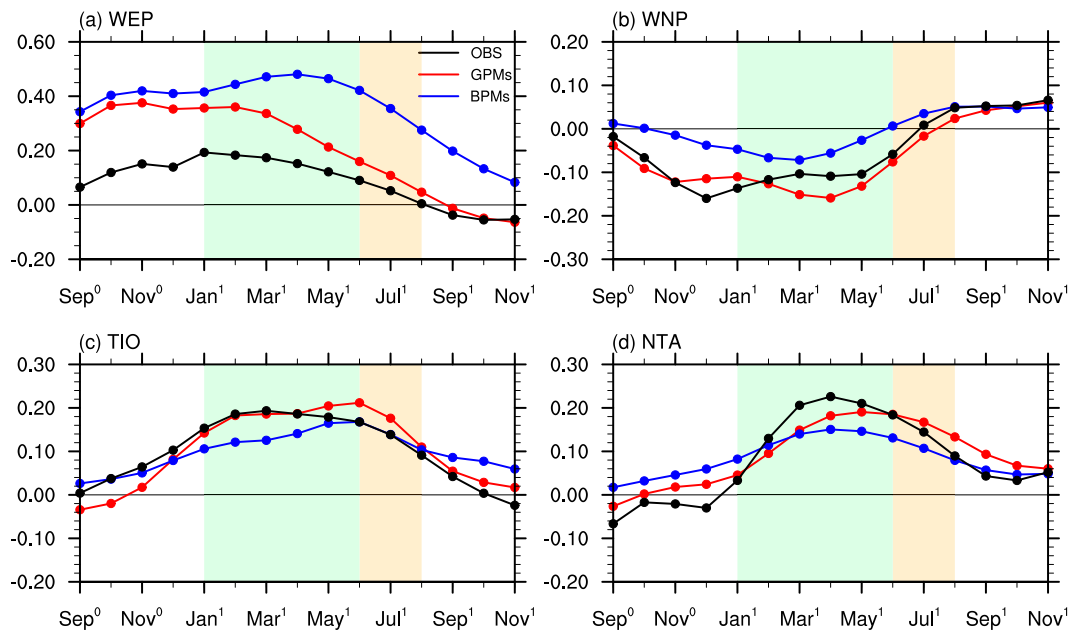 (a) WEP
0.60
0.40
0.20
0.00
-0.20
OBS
GPMs
BPMs
Sep⁰ Nov⁰ Jan¹ Mar¹ May¹ Jul¹ Sep¹ Nov¹
(b) WNP
0.20
0.10
0.00
-0.10
-0.20
-0.30
Sep⁰ Nov⁰ Jan¹ Mar¹ May¹ Jul¹ Sep¹ Nov¹
(c) TIO
0.30
0.20
0.10
0.00
-0.10
-0.20
Sep⁰ Nov⁰ Jan¹ Mar¹ May¹ Jul¹ Sep¹ Nov¹
(d) NTA
0.30
0.20
0.10
0.00
-0.10
-0.20
Sep⁰ Nov⁰ Jan¹ Mar¹ May¹ Jul¹ Sep¹ Nov¹